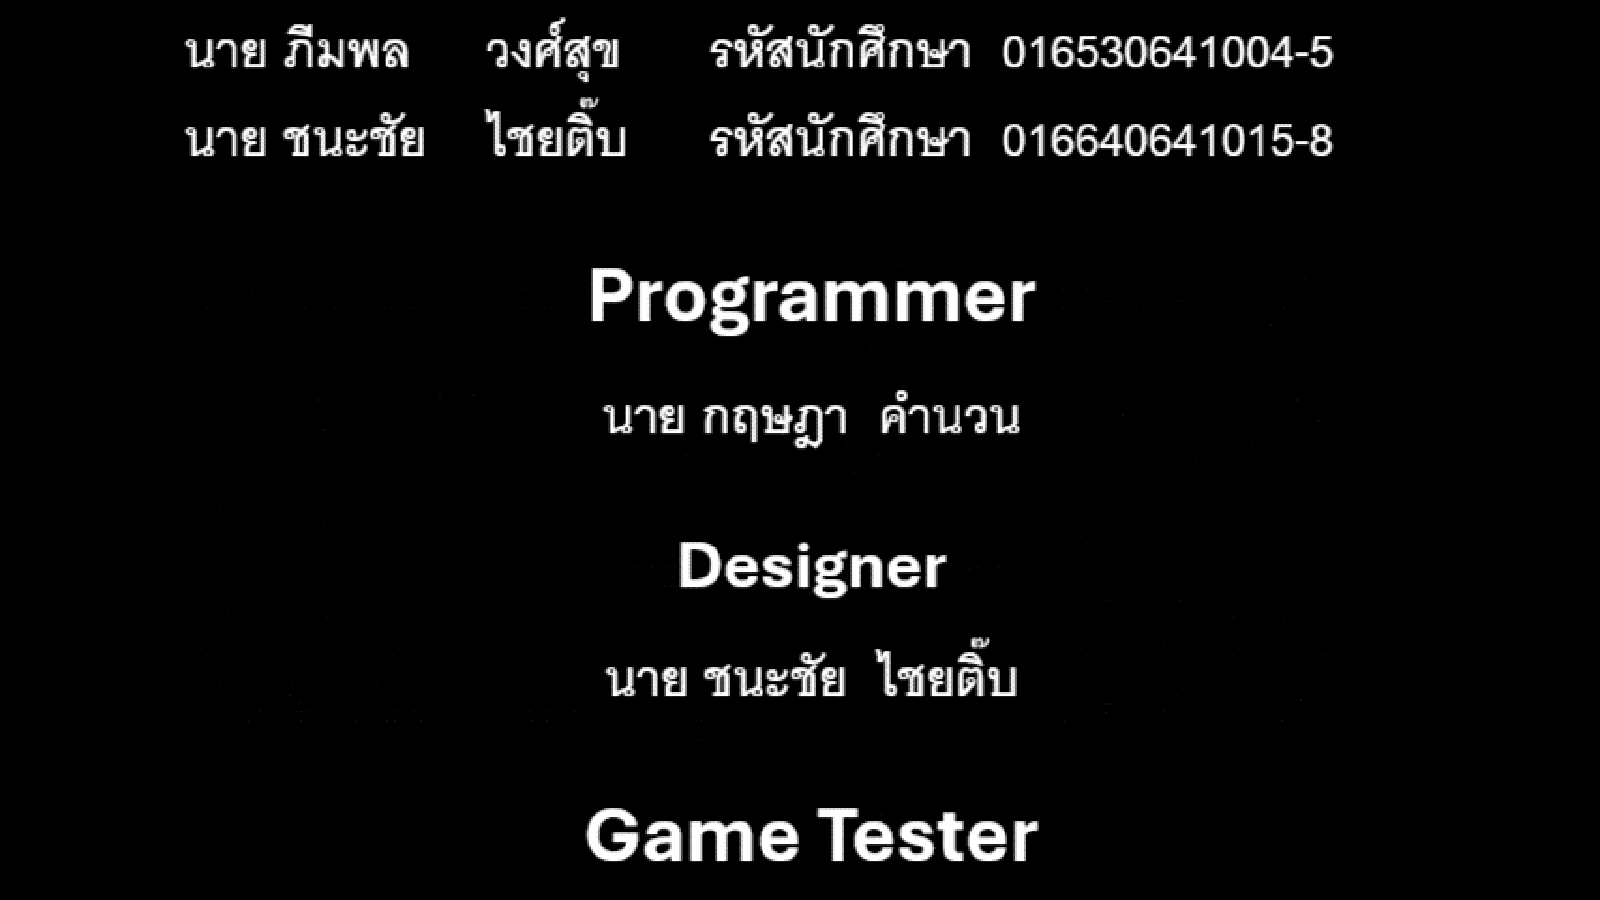 นาย ภีมพล วงศ์สุข รหัสนักศึกษา 016530641004-5
นาย ชนะชัย ไชยติ๊บ รหัสนักศึกษา 016640641015-8
Programmer
นาย กฤษฎา คำนวน
Designer
นาย ชนะชัย ไชยติ๊บ
Game Tester